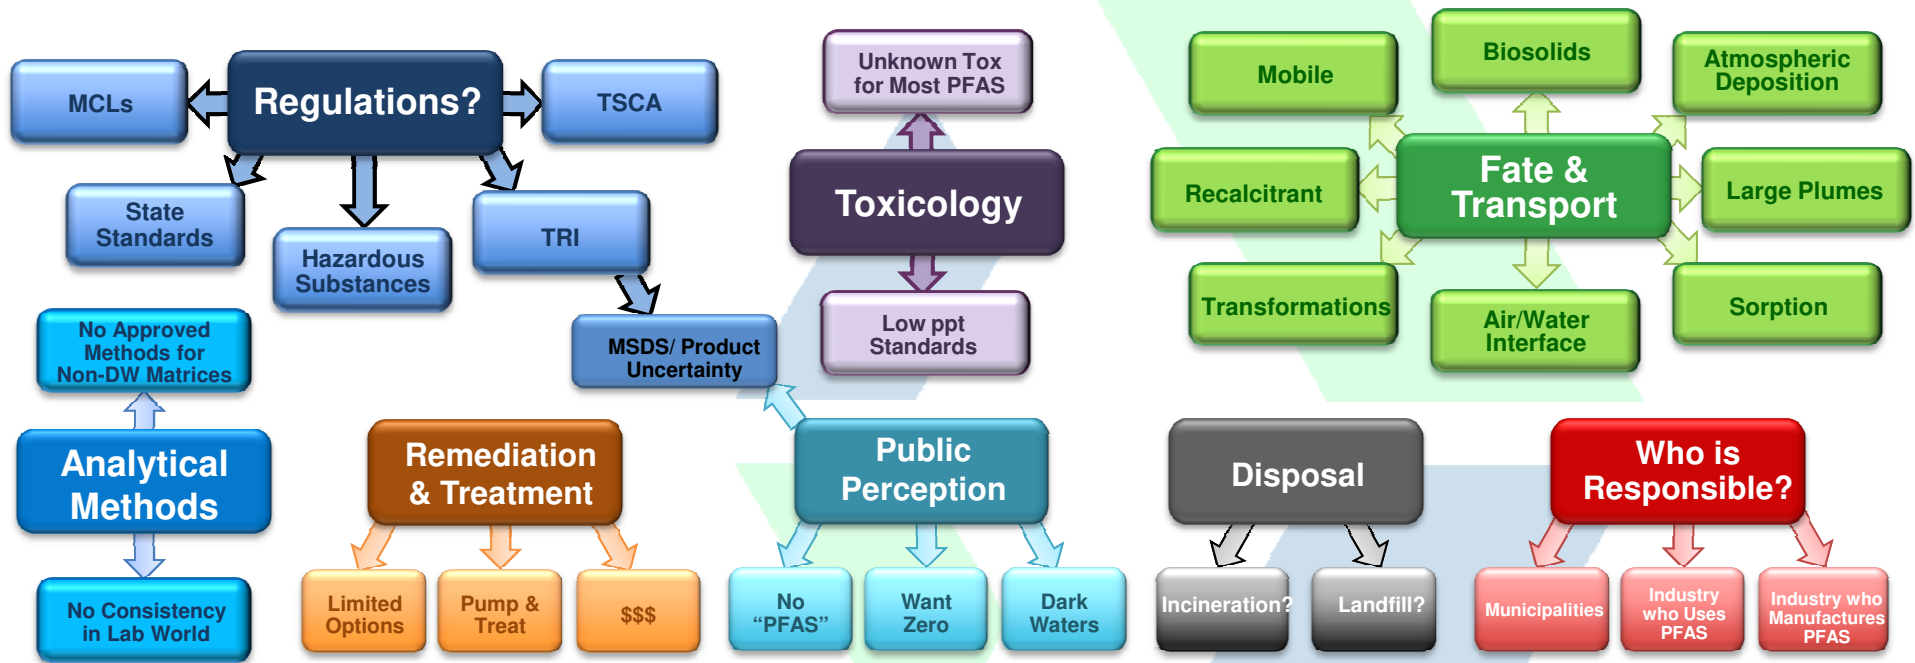 Regulations?
MCLs
TSCA
State
Standards
Hazardous
Substances
TRI
MSDS/ Product
Uncertainty
Unknown Tox
for Most PFAS
Toxicology
Low ppt
Standards
Biosolids
Mobile
Atmospheric
Deposition
Fate &
Transport
Recalcitrant
Large Plumes
Transformations
Air/Water
Interface
Sorption
No Approved
Methods for
Non-DW Matrices
Analytical
Methods
No Consistency
in Lab World
Remediation
& Treatment
Limited
Options
Pump &
Treat
$$$
Public
Perception
No
“PFAS”
Want
Zero
Dark
Waters
Disposal
Incineration?
Landfill?
Who is
Responsible?
Municipalities
Industry
who Uses
PFAS
Industry who
Manufactures
PFAS